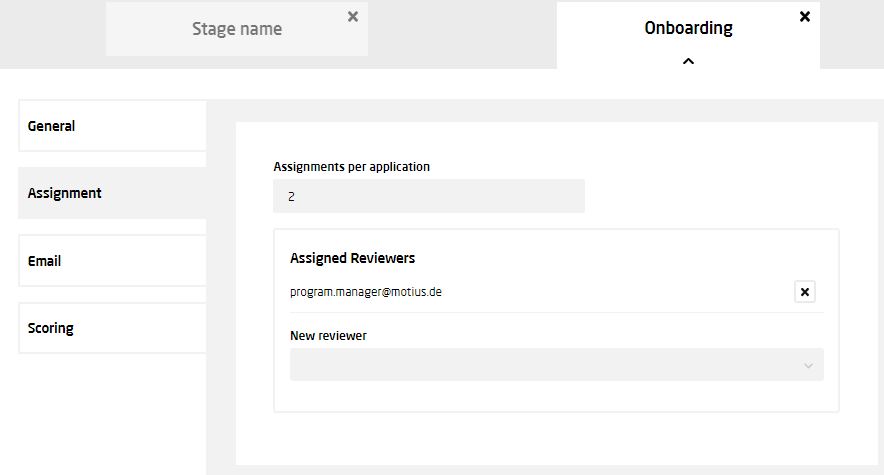 Stage name
Onboarding
General
Assignment
Email
Scoring
Assignments per application
2
Assigned Reviewers
program.manager@motius.de
New reviewer